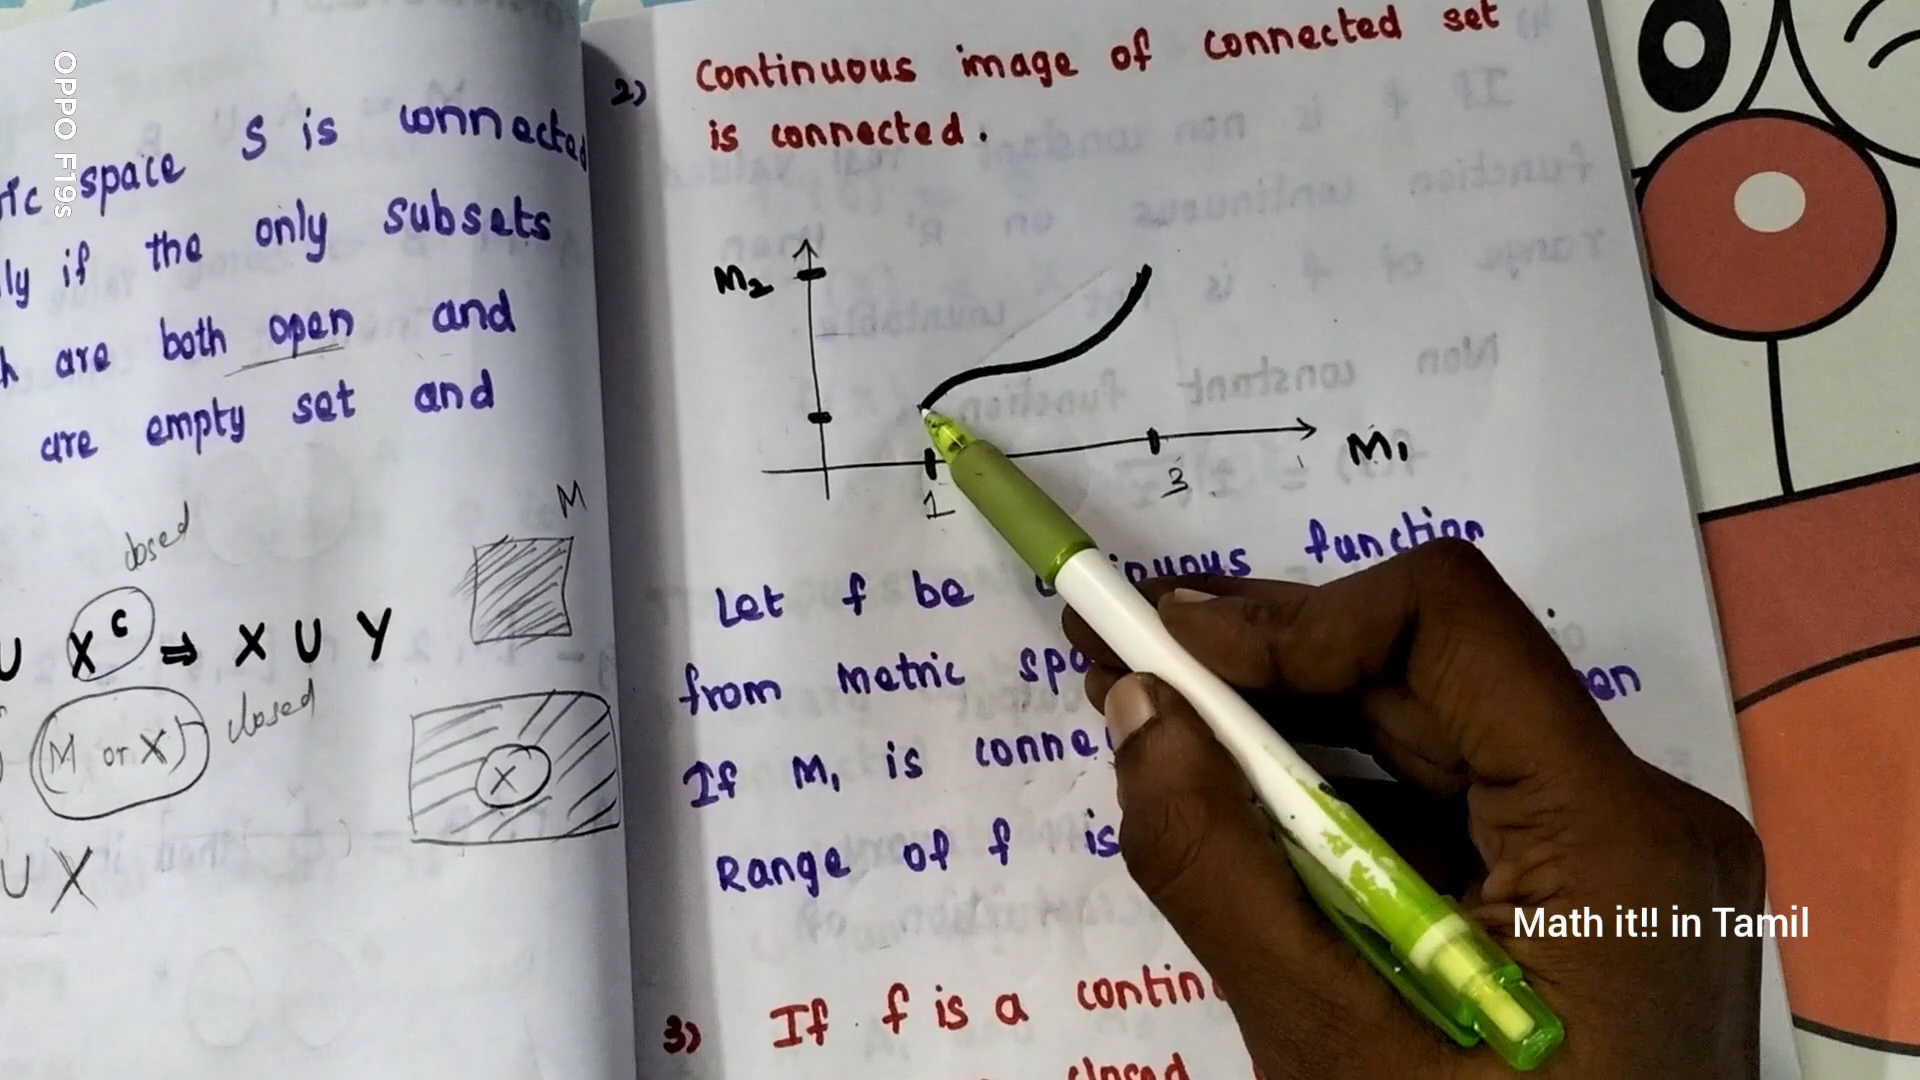 OPPO F19s
space S is connected
if the only subsets
are both open and
are empty set and
closed
M
X^c ⇒ X U Y
(M or X) closed
X
U X
2) Continuous image of connected set
is connected.
M₂
M₁
1 3
Let f be function
from metric
If M₁ is
Range of f is
3) If f is a
closed
Math it!! in Tamil